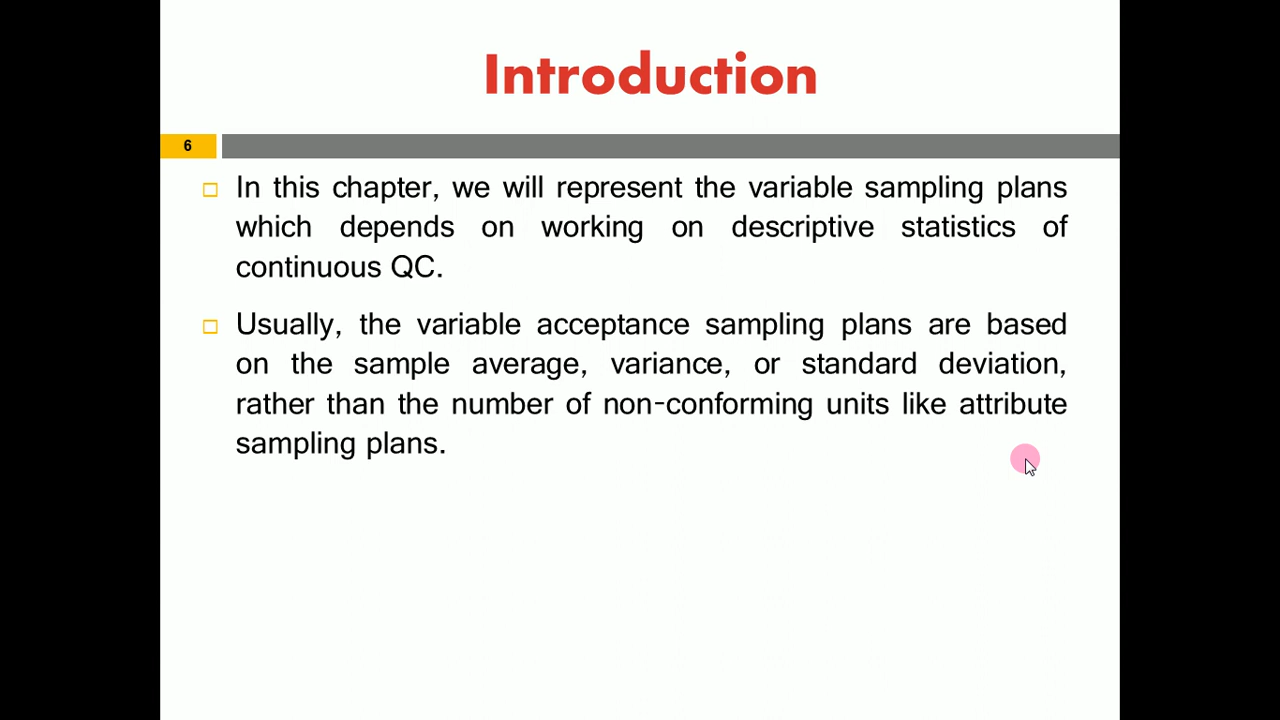 Introduction
6
In this chapter, we will represent the variable sampling plans
which depends on working on descriptive statistics of
continuous QC.
Usually, the variable acceptance sampling plans are based
on the sample average, variance, or standard deviation,
rather than the number of non-conforming units like attribute
sampling plans.